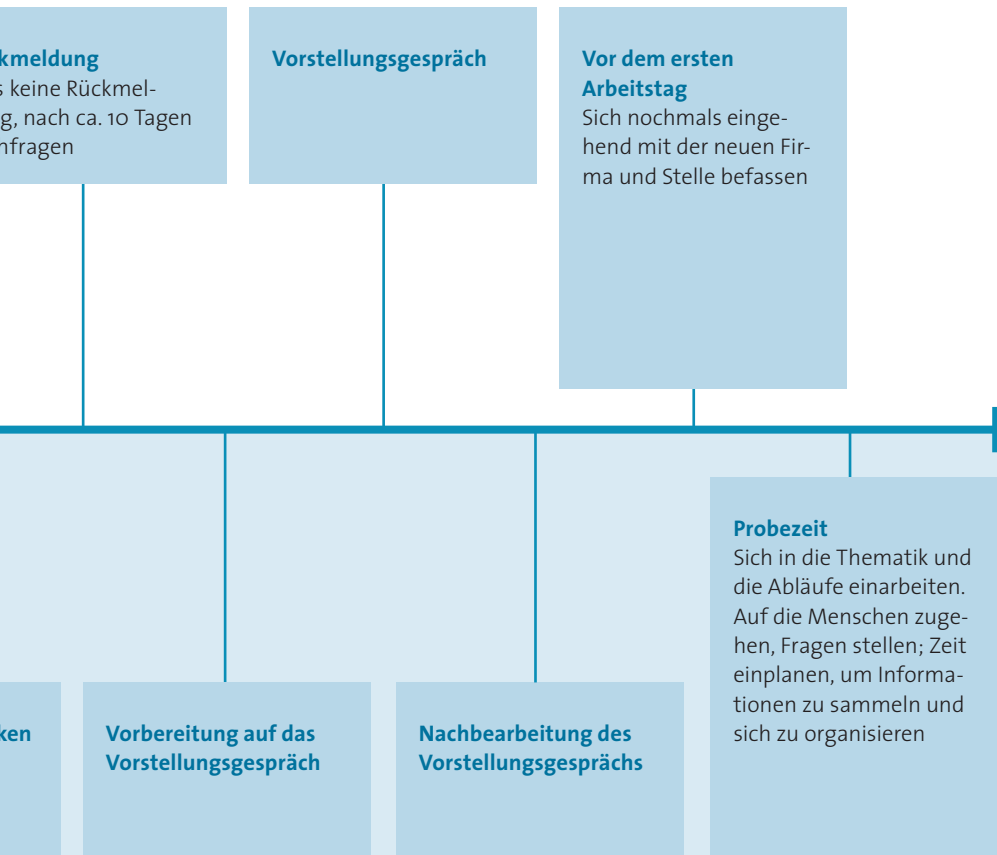 kmeldung
s keine Rückmel-
g, nach ca. 10 Tagen
nfragen
Vorstellungsgespräch
Vor dem ersten
Arbeitstag
Sich nochmals einge-
hend mit der neuen Fir-
ma und Stelle befassen
ken
Vorbereitung auf das
Vorstellungsgespräch
Nachbearbeitung des
Vorstellungsgesprächs
Probezeit
Sich in die Thematik und
die Abläufe einarbeiten.
Auf die Menschen zuge-
hen, Fragen stellen; Zeit
einplanen, um Informa-
tionen zu sammeln und
sich zu organisieren